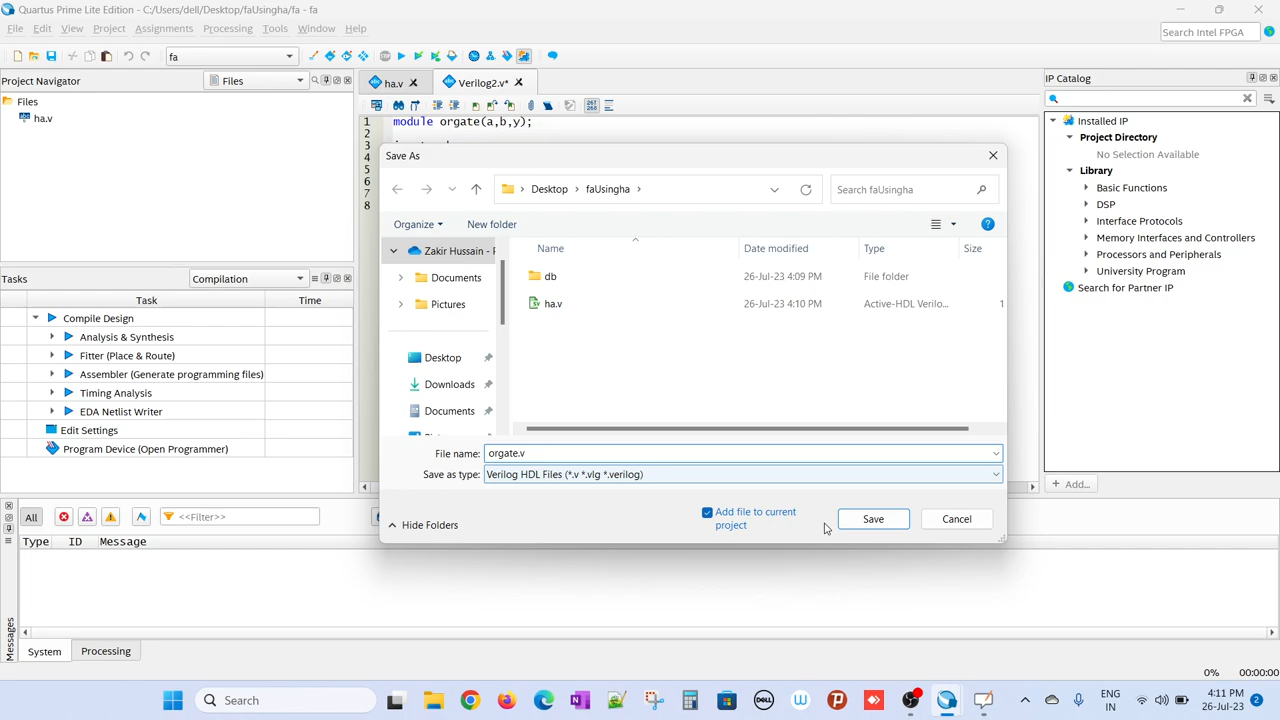 Quartus Prime Lite Edition - C:/Users/dell/Desktop/faUsingha/fa - fa
File Edit View Project Assignments Processing Tools Window Help
Search Intel FPGA
fa
Project Navigator
Files
ha.v
Verilog2.v*
IP Catalog
Files
ha.v
1 module orgate(a,b,y);
2
3
4
5
6
7
8
Save As
Desktop › faUsingha ›
Search faUsingha
Organize
New folder
Zakir Hussain - P
Documents
Pictures
Desktop
Downloads
Documents
Name Date modified Type Size
db 26-Jul-23 4:09 PM File folder
ha.v 26-Jul-23 4:10 PM Active-HDL Verilo... 1
File name: orgate.v
Save as type: Verilog HDL Files (*.v *.vlg *.verilog)
Hide Folders
Add file to current
project
Save
Cancel
Installed IP
Project Directory
No Selection Available
Library
Basic Functions
DSP
Interface Protocols
Memory Interfaces and Controllers
Processors and Peripherals
University Program
Search for Partner IP
+ Add...
Tasks
Compilation
Task Time
Compile Design
Analysis & Synthesis
Fitter (Place & Route)
Assembler (Generate programming files)
Timing Analysis
EDA Netlist Writer
Edit Settings
Program Device (Open Programmer)
All
<<Filter>>
Type ID Message
Messages
System Processing
0% 00:00:00
Search
ENG
IN
4:11 PM
26-Jul-23
2